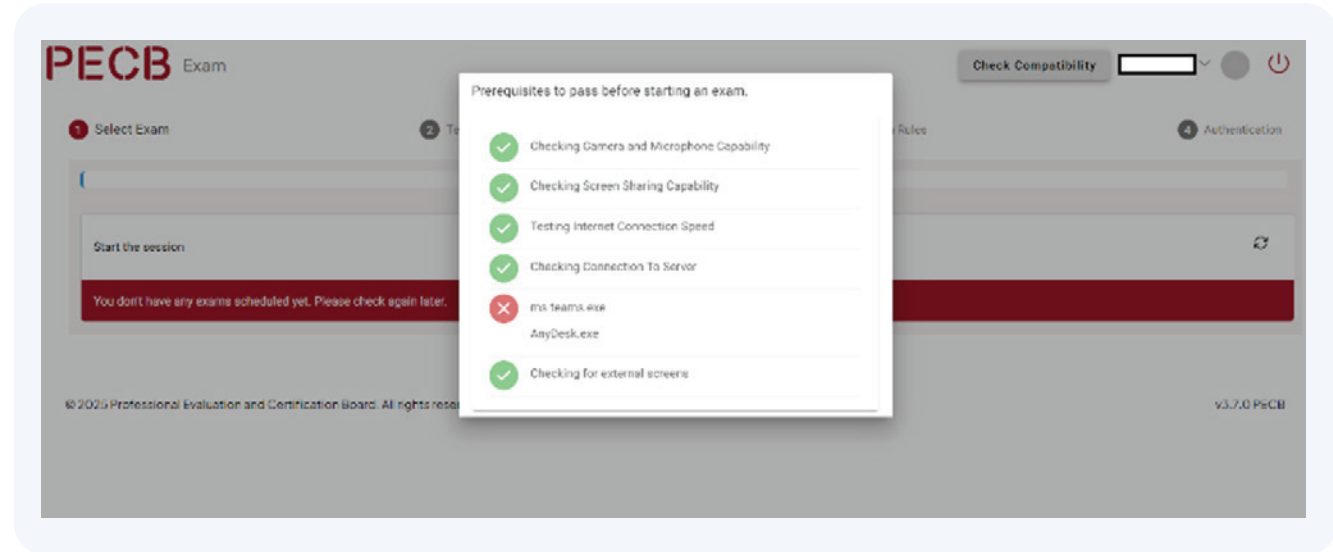 PECB Exam
Check Compatibility
Prerequisites to pass before starting an exam.
1 Select Exam
2 Te
Rules
4 Authentication
Checking Camera and Microphone Capability
Checking Screen Sharing Capability
Testing Internet Connection Speed
Start the session
Checking Connection To Server
You don't have any exams scheduled yet. Please check again later.
ms-teams.exe
AnyDesk.exe
Checking for external screens
© 2025 Professional Evaluation and Certification Board. All rights reser
v3.7.0 PECB